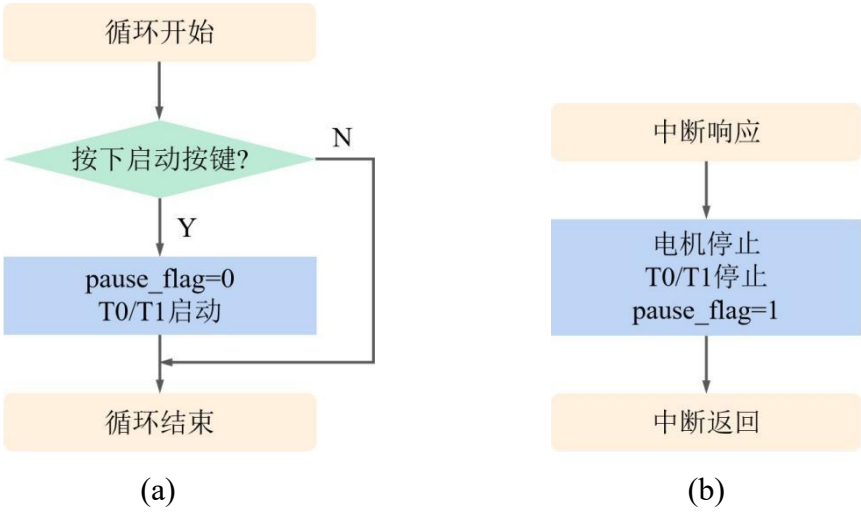 循环开始
按下启动按键?
N
Y
pause_flag=0
T0/T1启动
循环结束
(a)
中断响应
电机停止
T0/T1停止
pause_flag=1
中断返回
(b)